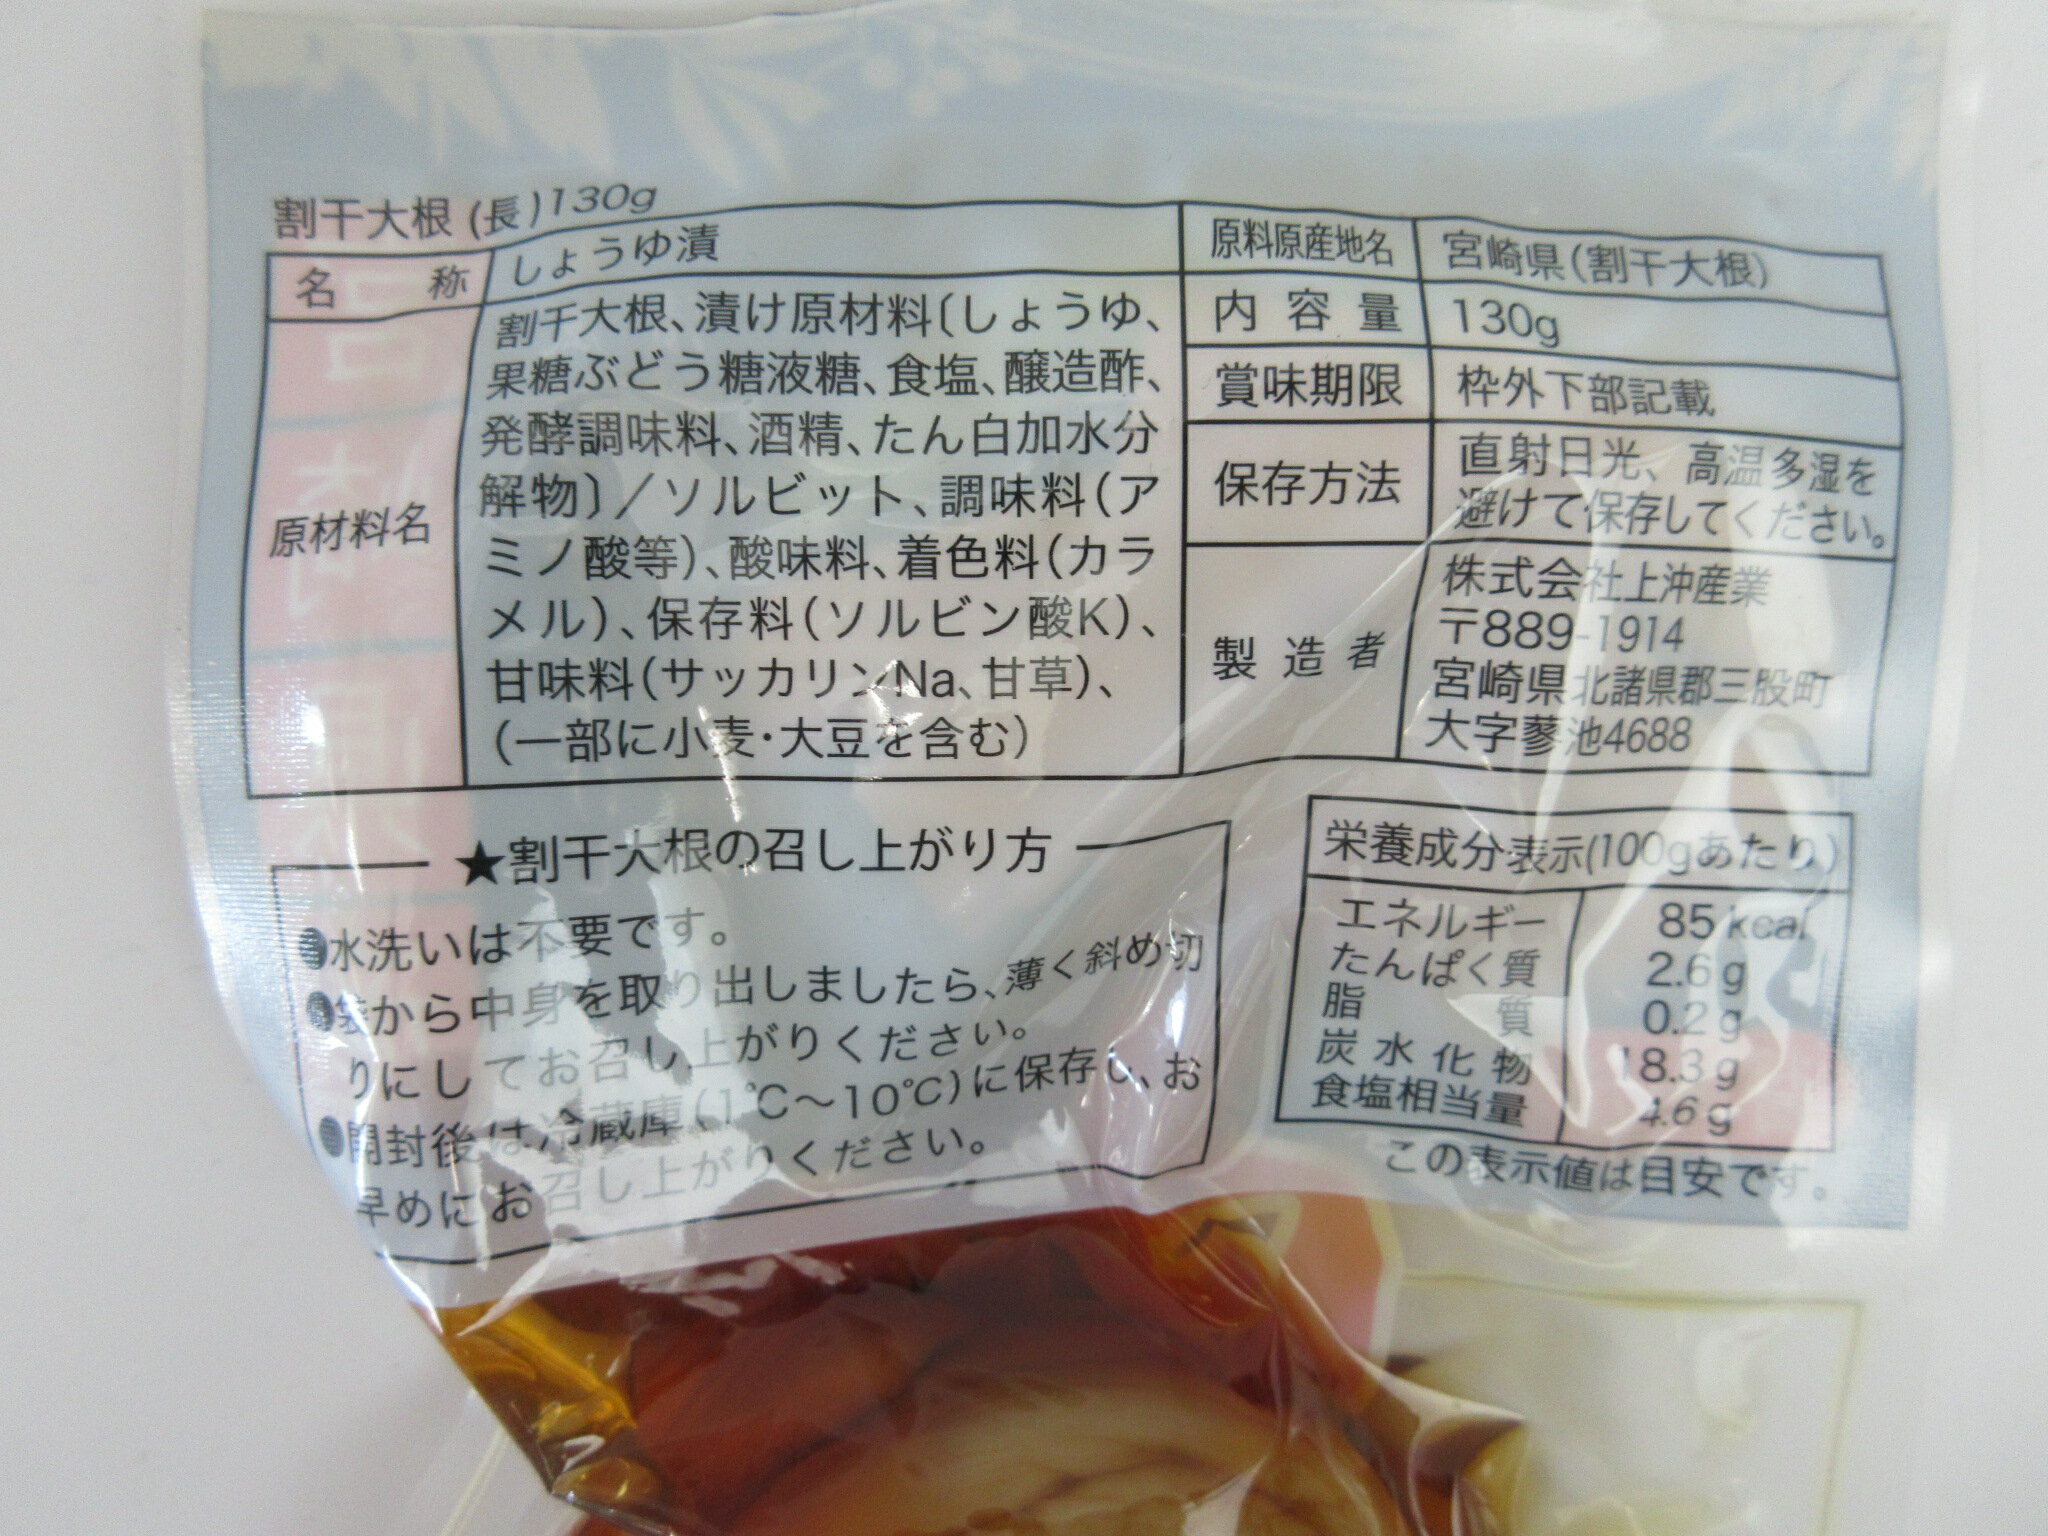 割干大根(長)130g
名称 しょうゆ漬
原材料名
割干大根、漬け原材料〔しょうゆ、
果糖ぶどう糖液糖、食塩、醸造酢、
発酵調味料、酒精、たん白加水分
解物〕/ソルビット、調味料(ア
ミノ酸等)、酸味料、着色料(カラ
メル)、保存料(ソルビン酸K)、
甘味料(サッカリンNa、甘草)、
(一部に小麦・大豆を含む)
原料原産地名 宮崎県(割干大根)
内容量 130g
賞味期限 枠外下部記載
保存方法
直射日光、高温多湿を
避けて保存してください。
製造者
株式会社上沖産業
〒889-1914
宮崎県北諸県郡三股町
大字蓼池4688
★割干大根の召し上がり方
●水洗いは不要です。
●袋から中身を取り出しましたら、薄く斜め切
りにしてお召し上がりください。
●開封後は冷蔵庫(1℃〜10℃)に保存し、お
早めにお召し上がりください。
栄養成分表示(100gあたり)
エネルギー 85kcal
たんぱく質 2.6g
脂質 0.2g
炭水化物 18.3g
食塩相当量 4.6g
この表示値は目安です。